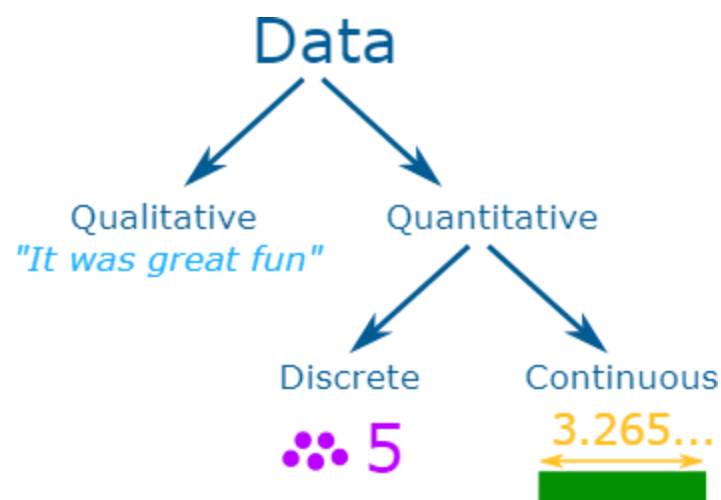 Data
Qualitative
"It was great fun"
Quantitative
Discrete
5
Continuous
3.265...